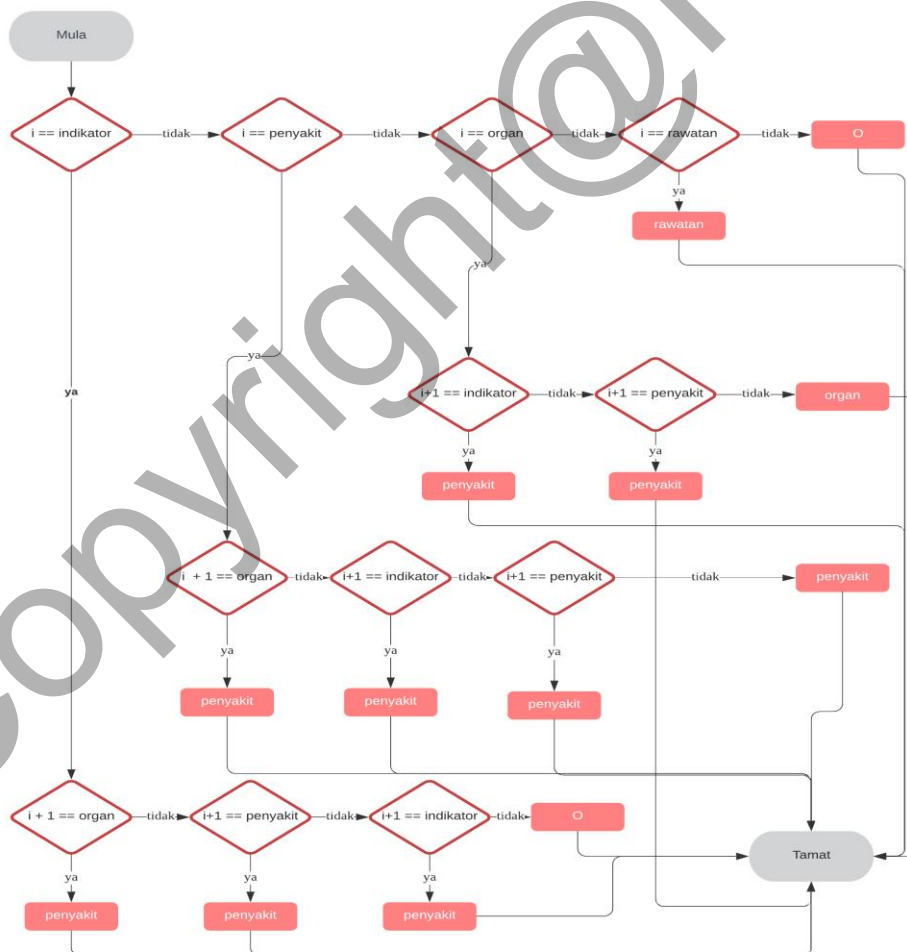 Mula
i == indikator
tidak
i == penyakit
tidak
i == organ
tidak
i == rawatan
tidak
O
ya
rawatan
ya
ya
ya
i+1 == indikator
tidak
i+1 == penyakit
tidak
organ
ya
ya
penyakit
penyakit
i + 1 == organ
tidak
i+1 == indikator
tidak
i+1 == penyakit
tidak
penyakit
ya
ya
ya
penyakit
penyakit
penyakit
i + 1 == organ
tidak
i+1 == penyakit
tidak
i+1 == indikator
tidak
O
Tamat
ya
ya
ya
penyakit
penyakit
penyakit
opyright@